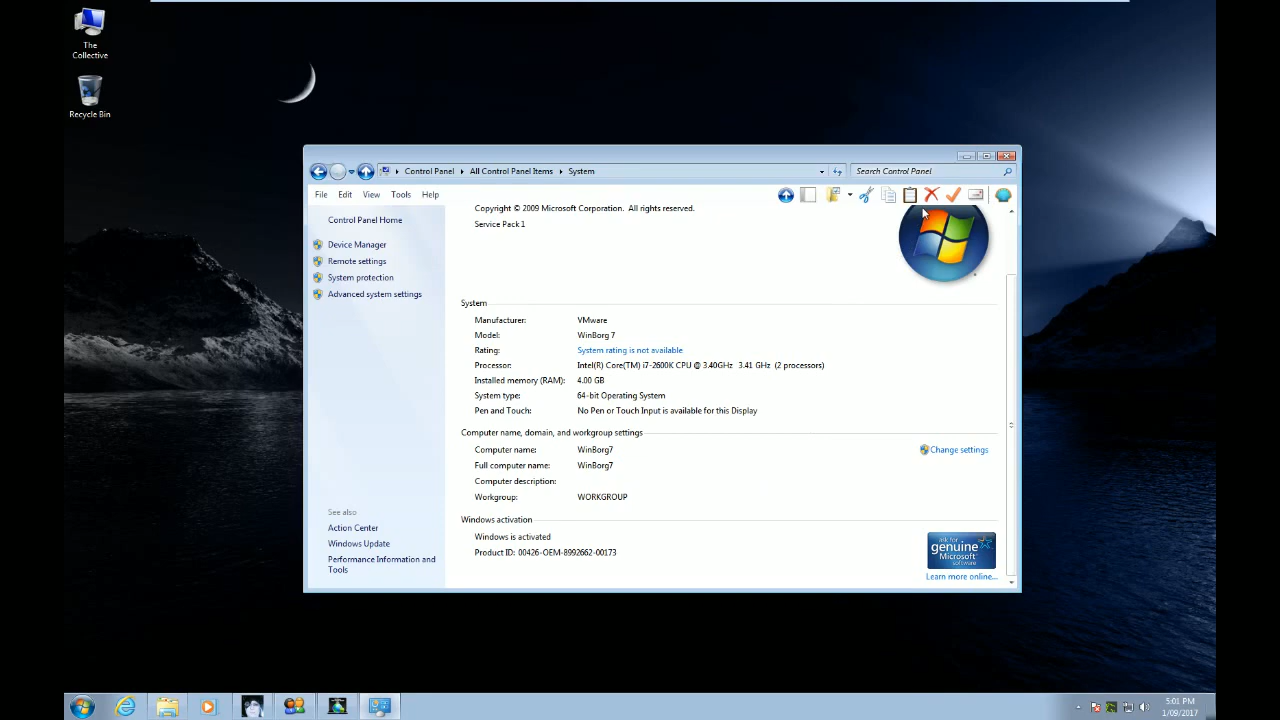 The
Collective
Recycle Bin
Control Panel
All Control Panel Items
System
Search Control Panel
File
Edit
View
Tools
Help
Control Panel Home
Device Manager
Remote settings
System protection
Advanced system settings
See also
Action Center
Windows Update
Performance Information and
Tools
Copyright © 2009 Microsoft Corporation. All rights reserved.
Service Pack 1
System
Manufacturer: VMware
Model: WinBorg 7
Rating: System rating is not available
Processor: Intel(R) Core(TM) i7-2600K CPU @ 3.40GHz 3.41 GHz (2 processors)
Installed memory (RAM): 4.00 GB
System type: 64-bit Operating System
Pen and Touch: No Pen or Touch Input is available for this Display
Computer name, domain, and workgroup settings
Computer name: WinBorg7
Change settings
Full computer name: WinBorg7
Computer description:
Workgroup: WORKGROUP
Windows activation
Windows is activated
Product ID: 00426-OEM-8992662-00173
ask for
genuine
Microsoft
software
Learn more online...
5:01 PM
1/09/2017